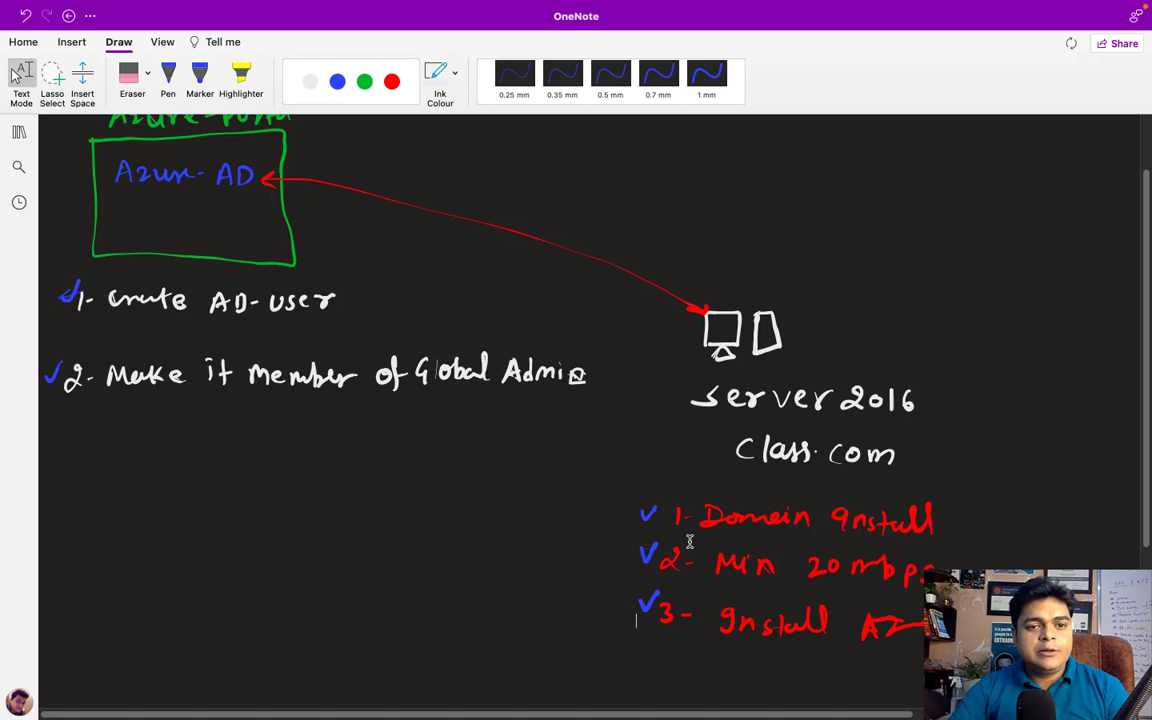 OneNote
Home Insert Draw View Tell me
Share
Text Mode
Lasso Select
Insert Space
Eraser
Pen
Marker
Highlighter
Ink Colour
0.25 mm
0.35 mm
0.5 mm
0.7 mm
1 mm
Azure-AD
1- Create AD-user
2- Make it member of Global Admin
Server 2016
Class.com
1- Domain Install
2- Min 20 mbps
3- Install AZ